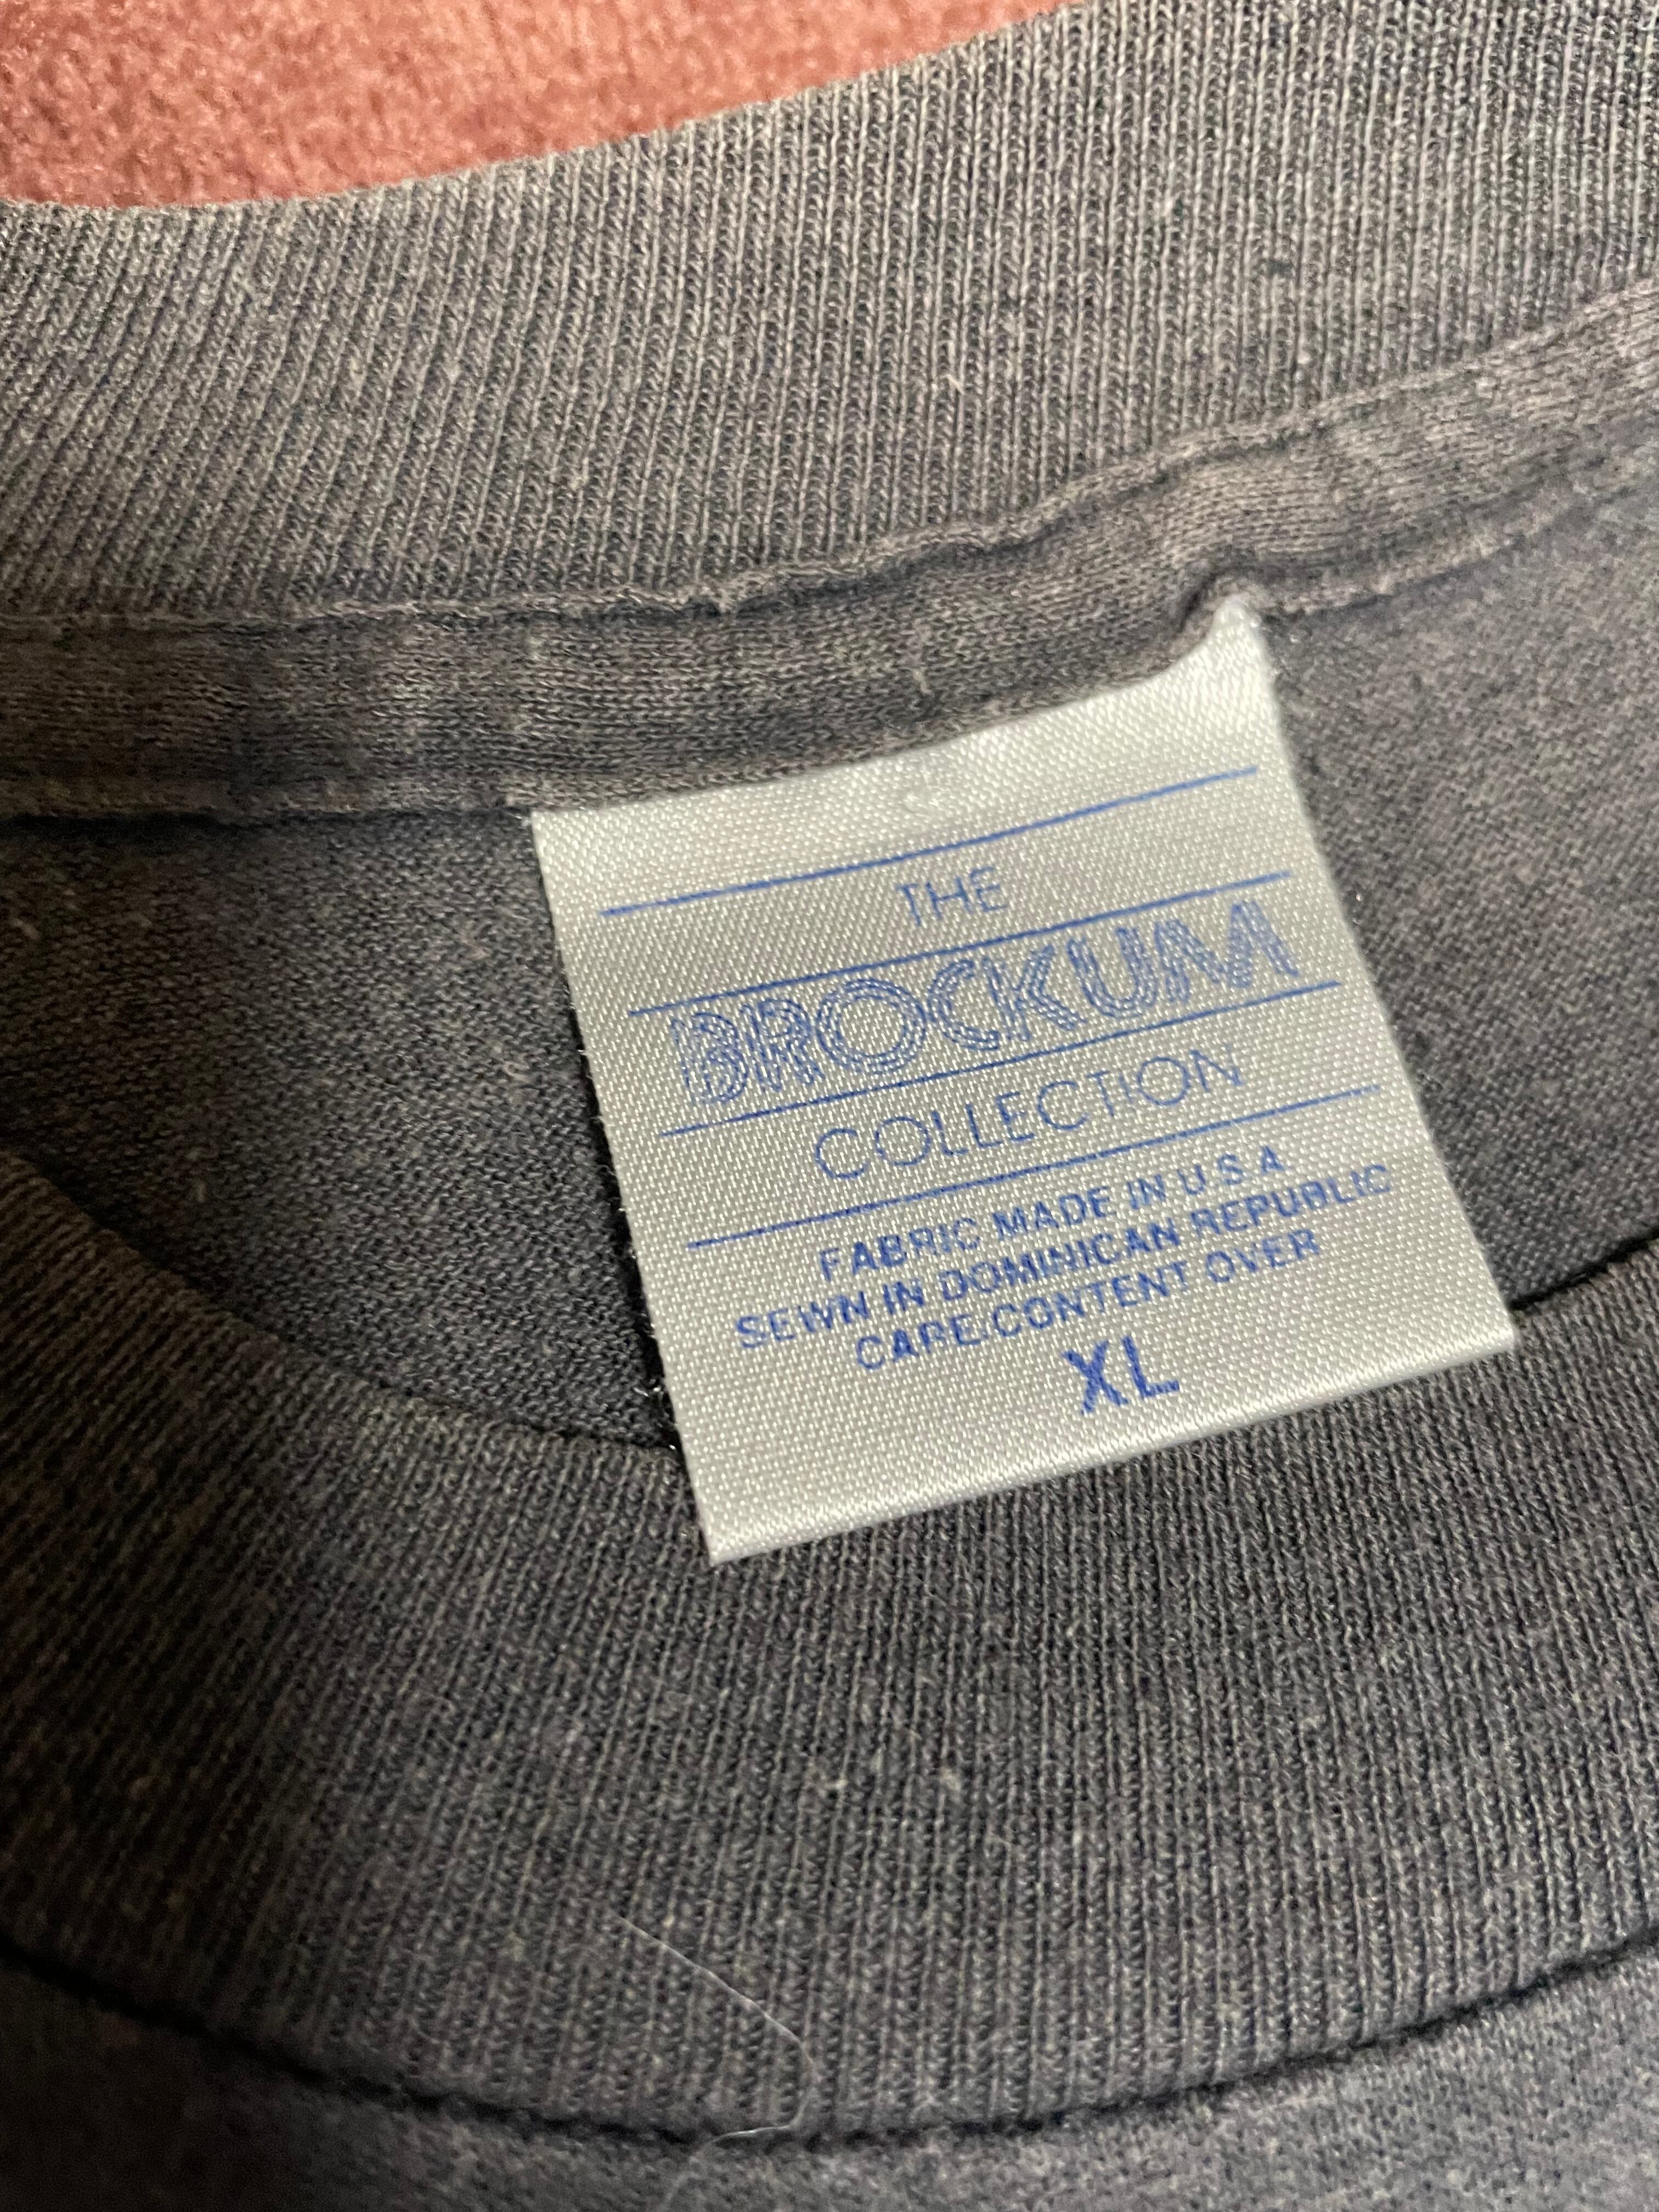 THE
BROCKUM
COLLECTION
FABRIC MADE IN U.S.A.
SEWN IN DOMINICAN REPUBLIC
CARE/CONTENT OVER
XL